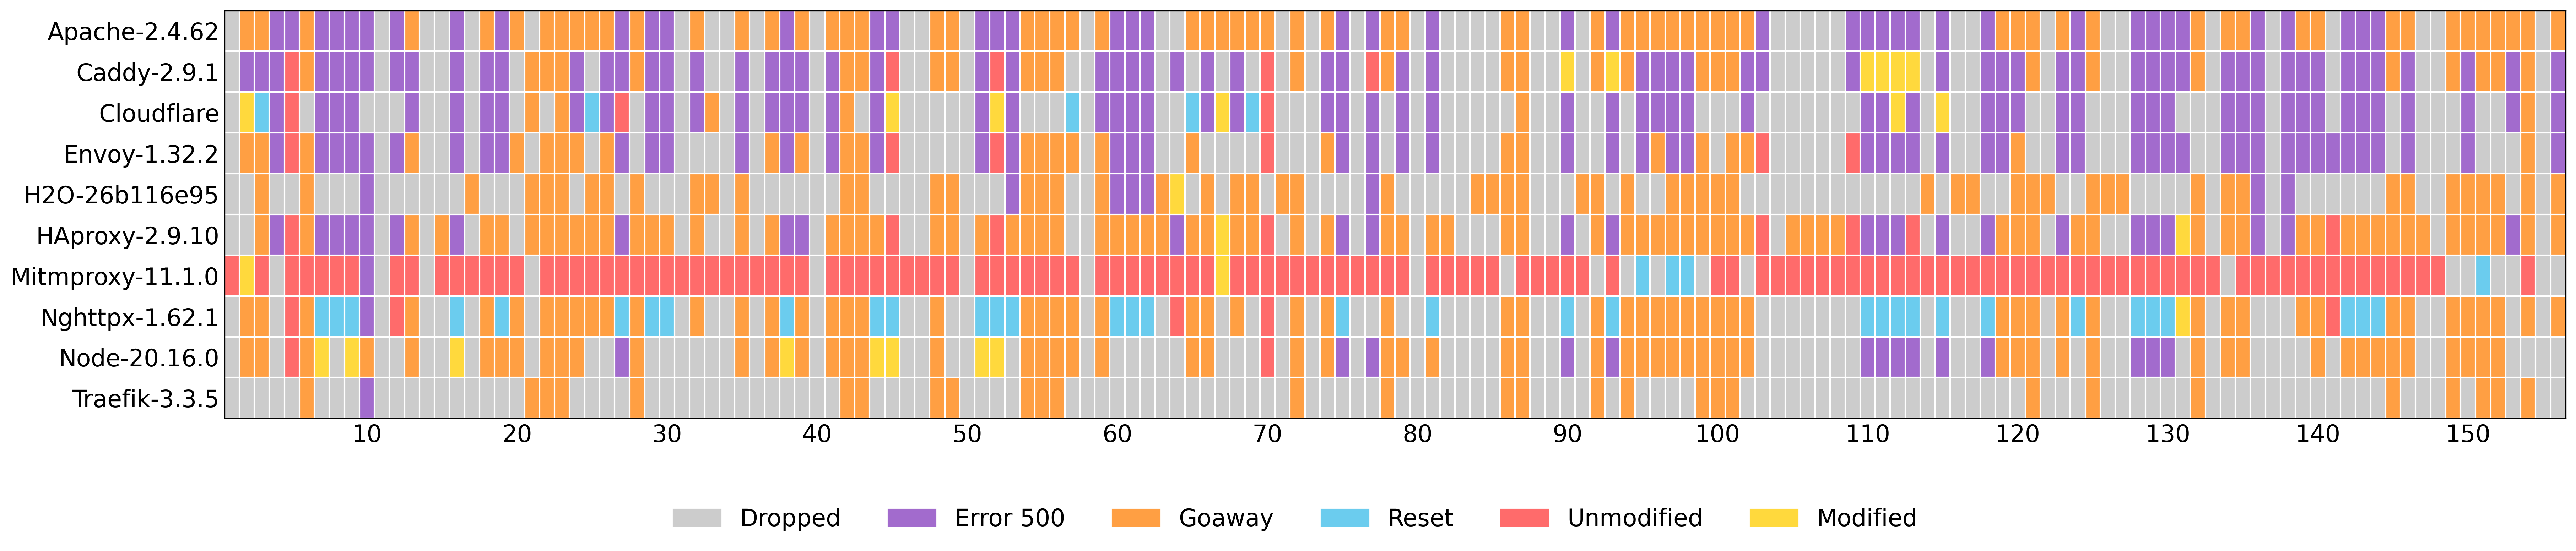 Apache-2.4.62
Caddy-2.9.1
Cloudflare
Envoy-1.32.2
H2O-26b116e95
HAproxy-2.9.10
Mitmproxy-11.1.0
Nghttpx-1.62.1
Node-20.16.0
Traefik-3.3.5
10 20 30 40 50 60 70 80 90 100 110 120 130 140 150
Dropped Error 500 Goaway Reset Unmodified Modified